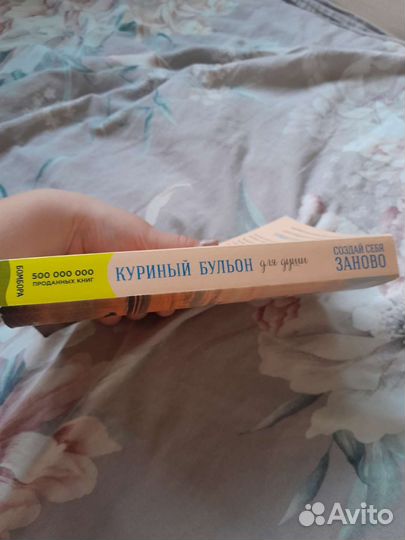 БОМБОРА
500 000 000
ПРОДАННЫХ КНИГ
КУРИНЫЙ БУЛЬОН для души
СОЗДАЙ СЕБЯ
ЗАНОВО
Avito